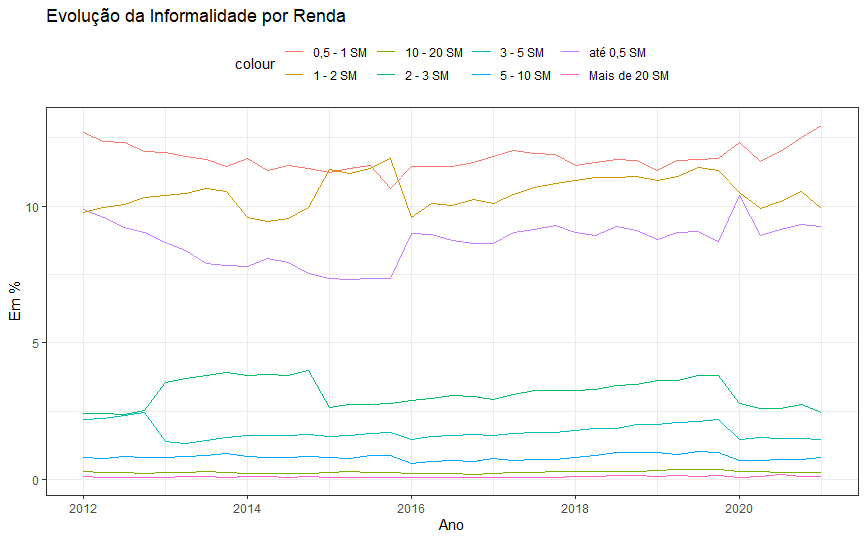 Evolução da Informalidade por Renda
colour
0,5 - 1 SM
10 - 20 SM
3 - 5 SM
até 0,5 SM
1 - 2 SM
2 - 3 SM
5 - 10 SM
Mais de 20 SM
Em %
10
5
0
2012
2014
2016
2018
2020
Ano